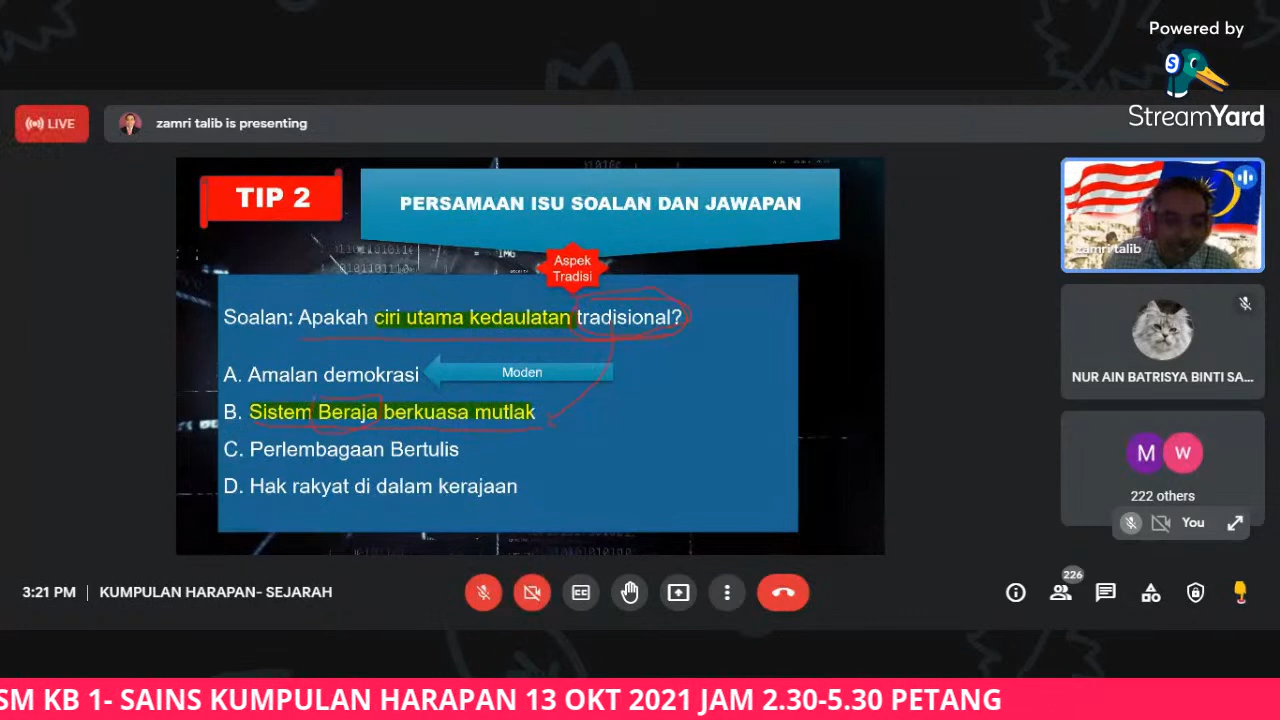 Powered by
StreamYard
LIVE
zamri talib is presenting
TIP 2
PERSAMAAN ISU SOALAN DAN JAWAPAN
Aspek
Tradisi
Soalan: Apakah ciri utama kedaulatan tradisional?
A. Amalan demokrasi
Moden
B. Sistem Beraja berkuasa mutlak
C. Perlembagaan Bertulis
D. Hak rakyat di dalam kerajaan
zamri talib
NUR AIN BATRISYA BINTI SA...
M W
222 others
You
3:21 PM | KUMPULAN HARAPAN- SEJARAH
226
SM KB 1- SAINS KUMPULAN HARAPAN 13 OKT 2021 JAM 2.30-5.30 PETANG